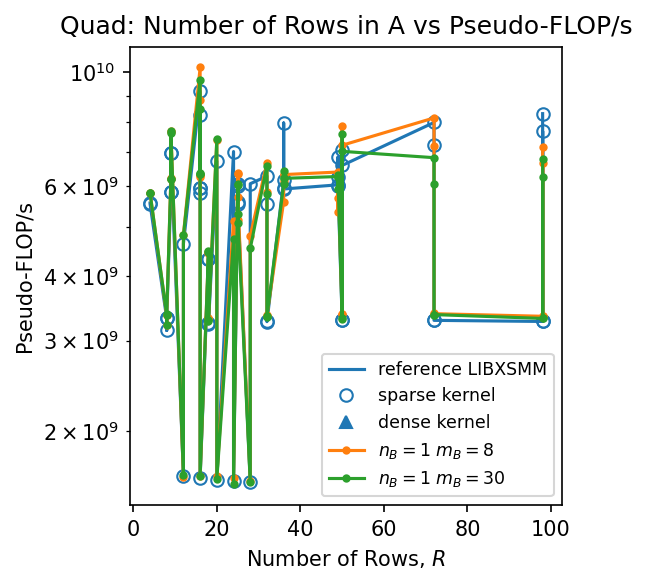 Quad: Number of Rows in A vs Pseudo-FLOP/s
10^10
6 × 10^9
4 × 10^9
3 × 10^9
2 × 10^9
Pseudo-FLOP/s
reference LIBXSMM
sparse kernel
dense kernel
n_B = 1 m_B = 8
n_B = 1 m_B = 30
0 20 40 60 80 100
Number of Rows, R